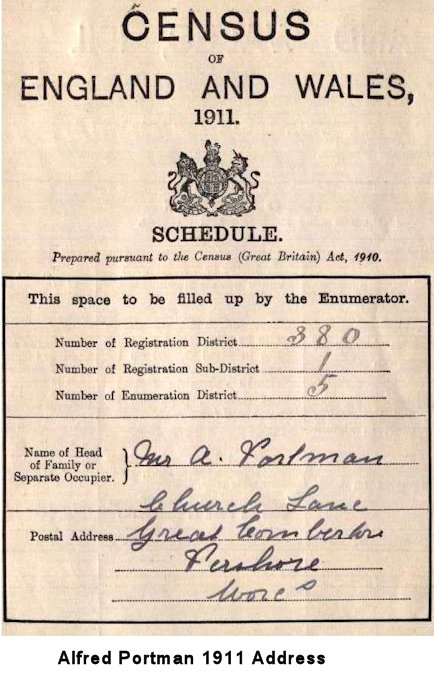 CENSUS
OF
ENGLAND AND WALES,
1911.
SCHEDULE.
Prepared pursuant to the Census (Great Britain) Act, 1910.
This space to be filled up by the Enumerator.
Number of Registration District 380
Number of Registration Sub-District 1
Number of Enumeration District 5
Name of Head
of Family or
Separate Occupier. } Mr A. Portman
Church Lane
Postal Address Great Comberton
Pershore
Worcs
Alfred Portman 1911 Address